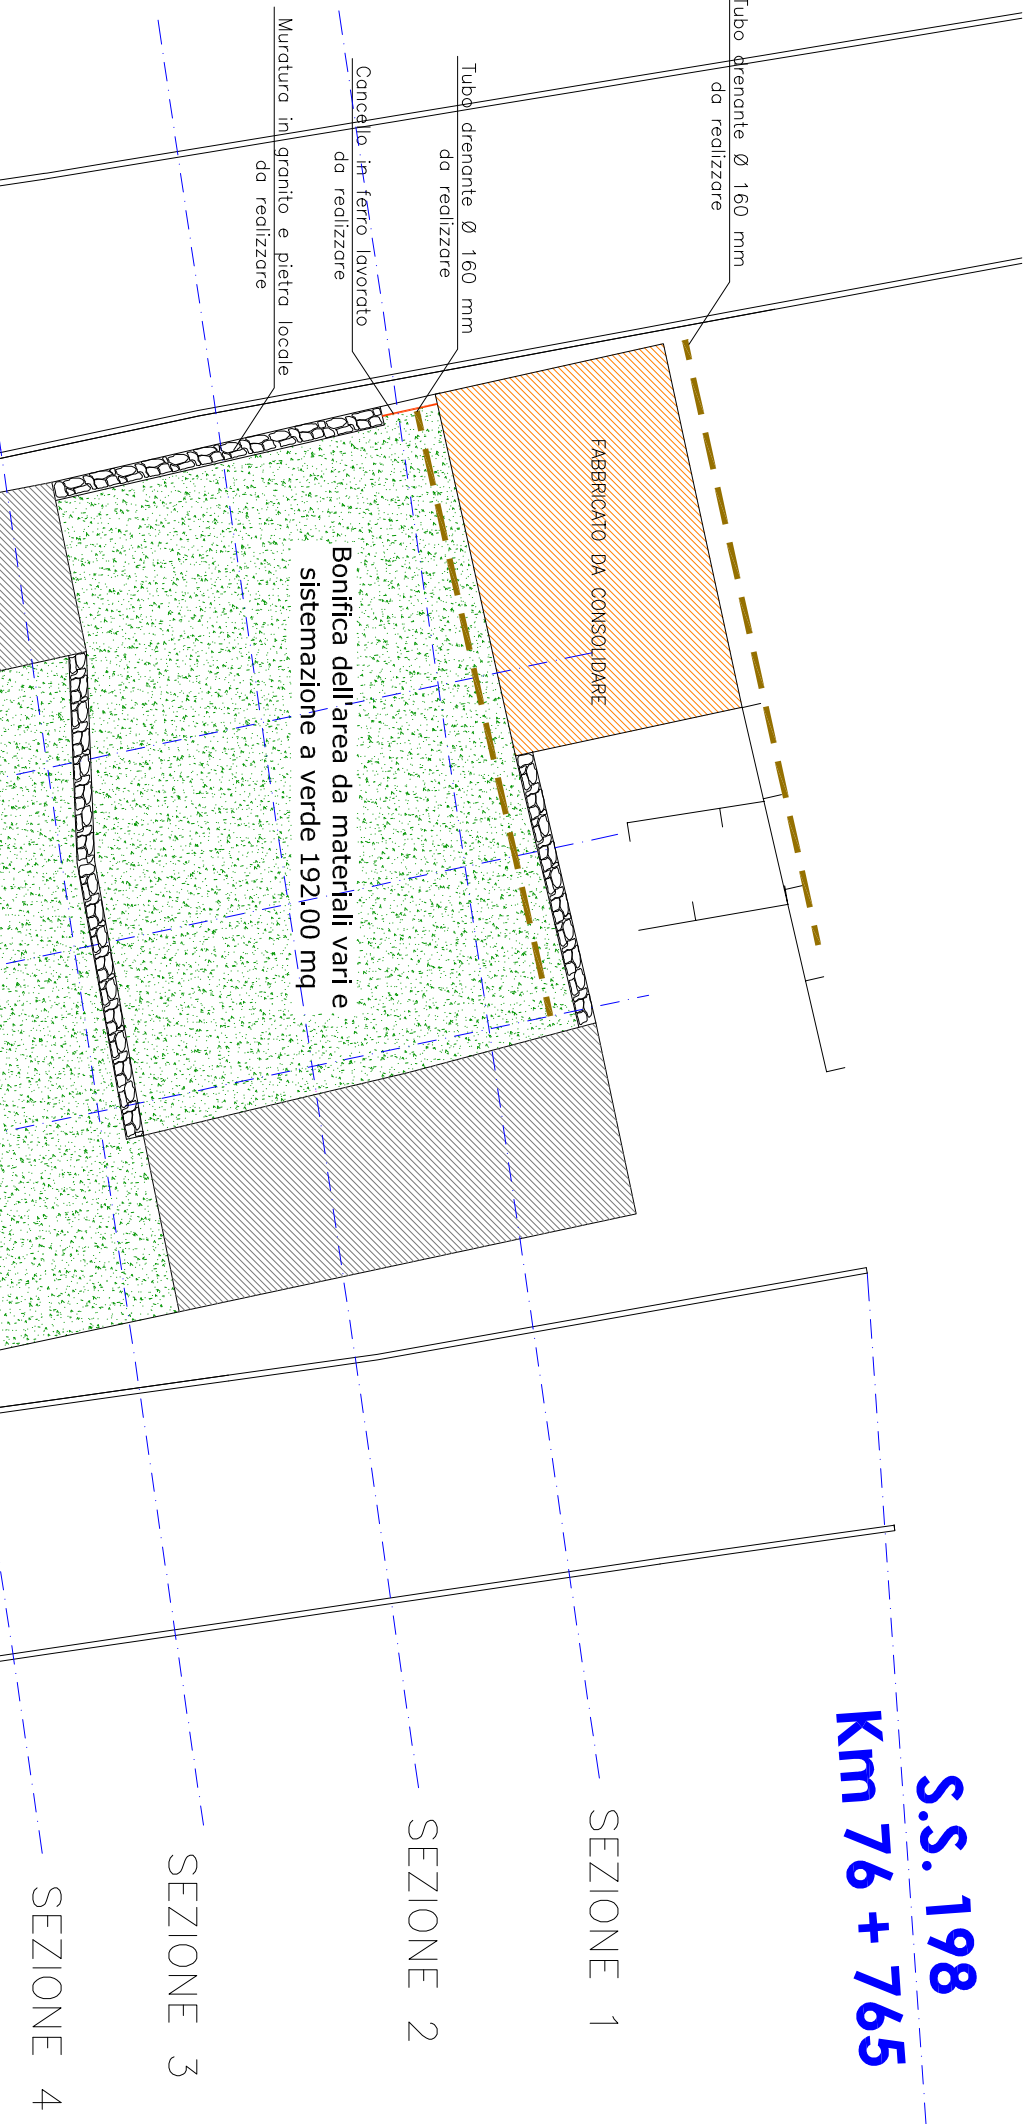 Tubo drenante Ø 160 mm
da realizzare
Tubo drenante Ø 160 mm
da realizzare
Cancello in ferro lavorato
da realizzare
Muratura in granito e pietra locale
da realizzare
FABBRICATO DA CONSOLIDARE
Bonifica dell'area da materiali vari e
sistemazione a verde 192.00 mq
S.S. 198
Km 76 + 765
SEZIONE 1
SEZIONE 2
SEZIONE 3
SEZIONE 4